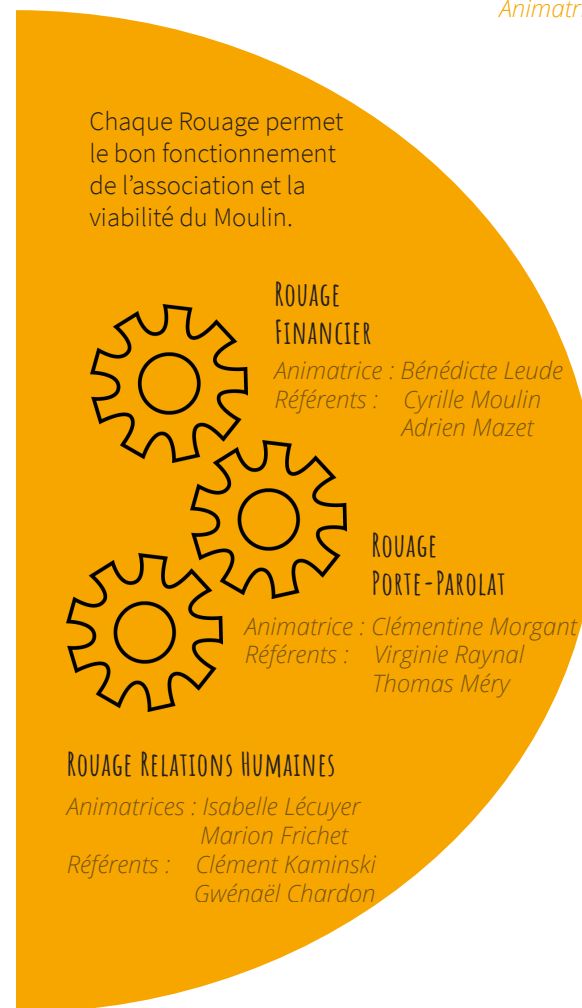 Animatr
Chaque Rouage permet
le bon fonctionnement
de l'association et la
viabilité du Moulin.
Rouage
Financier
Animatrice : Bénédicte Leude
Référents : Cyrille Moulin
Adrien Mazet
Rouage
Porte-Parolat
Animatrice : Clémentine Morgant
Référents : Virginie Raynal
Thomas Méry
Rouage Relations Humaines
Animatrices : Isabelle Lécuyer
Marion Frichet
Référents : Clément Kaminski
Gwénaël Chardon